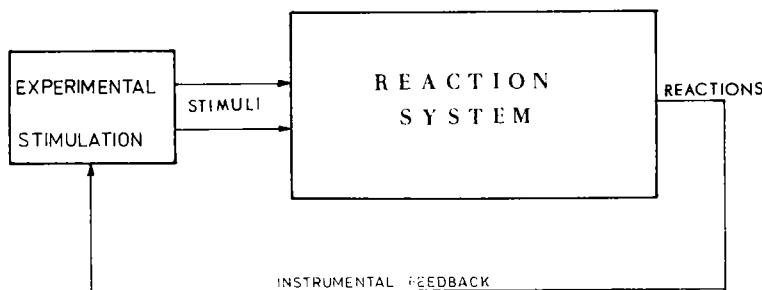 EXPERIMENTAL
STIMULATION
STIMULI
REACTION
SYSTEM
REACTIONS
INSTRUMENTAL FEEDBACK